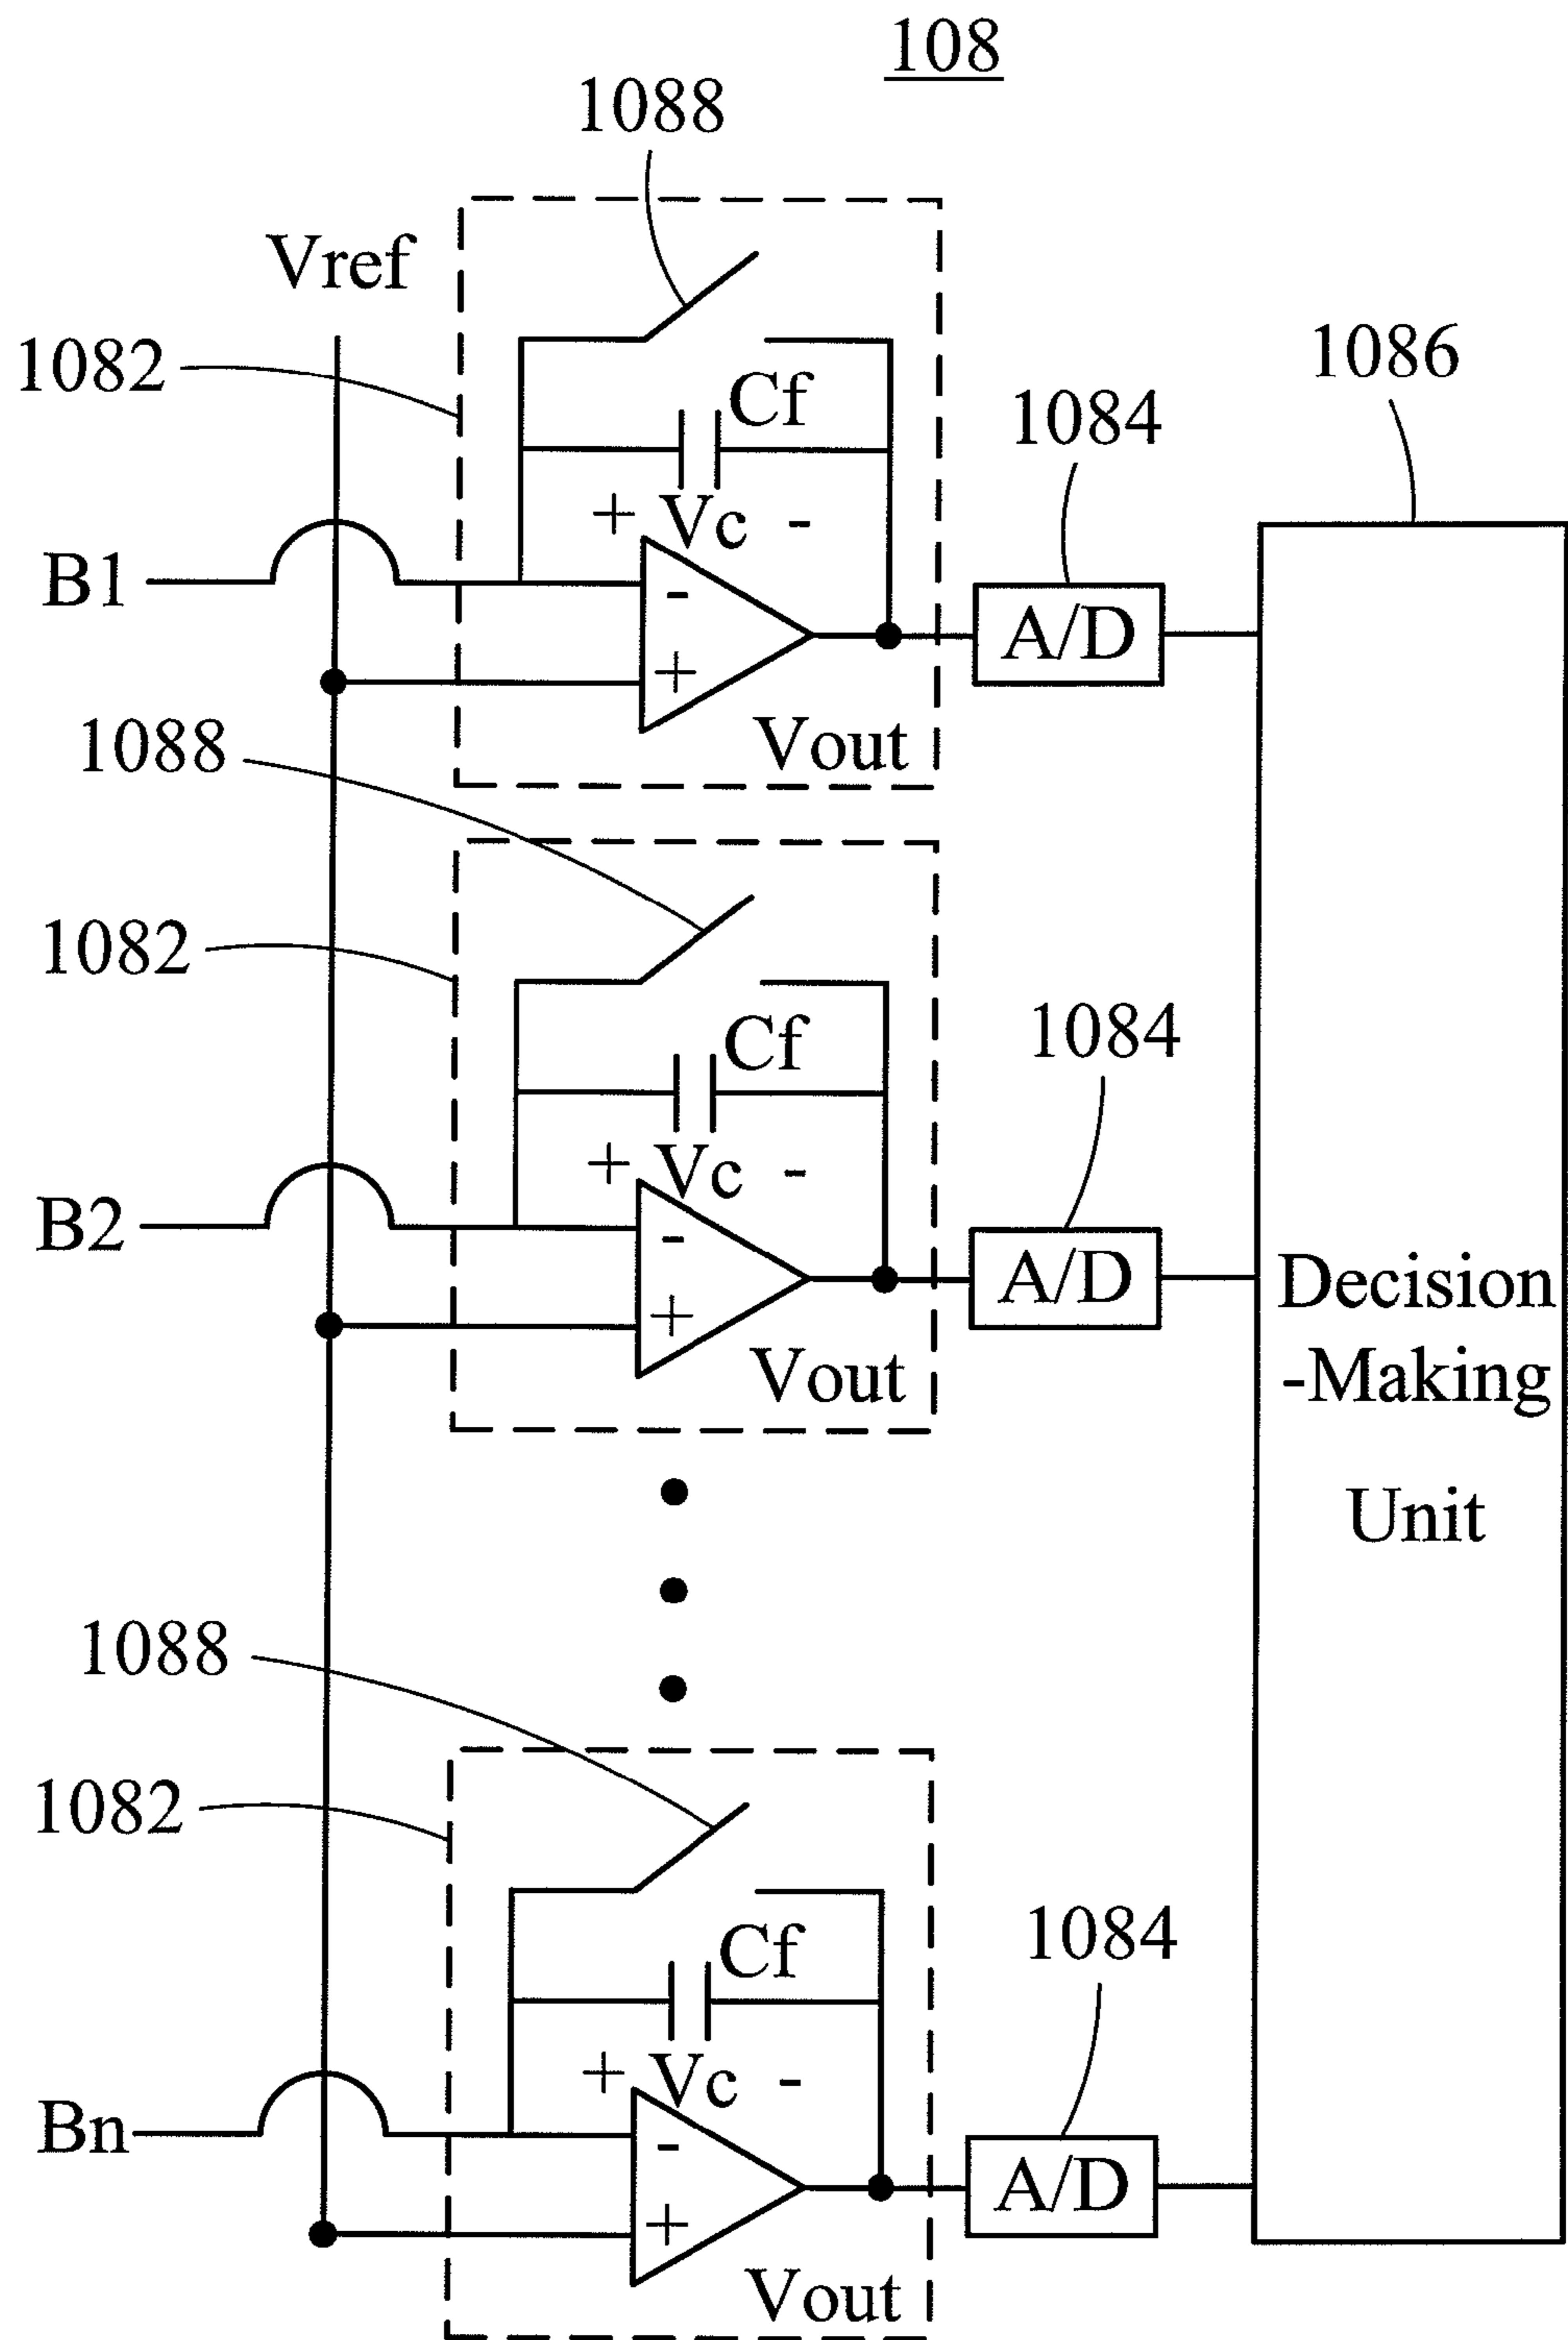 108
1088
Vref
1082
1086
Cf
1084
+ Vc -
B1
-
A/D
+
Vout
1088
1082
Cf
1084
+ Vc -
B2
-
A/D
+
Vout
Decision
-Making
Unit
1088
1082
Cf
1084
+ Vc -
Bn
-
A/D
+
Vout